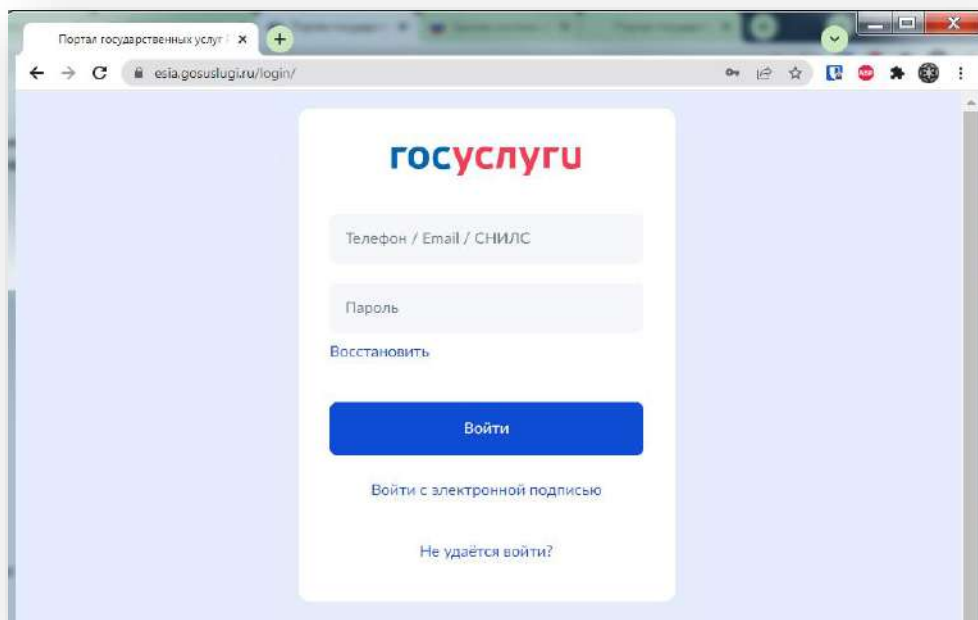 Портал государственных услуг
esia.gosuslugi.ru/login/
госуслуги
Телефон / Email / СНИЛС
Пароль
Восстановить
Войти
Войти с электронной подписью
Не удаётся войти?